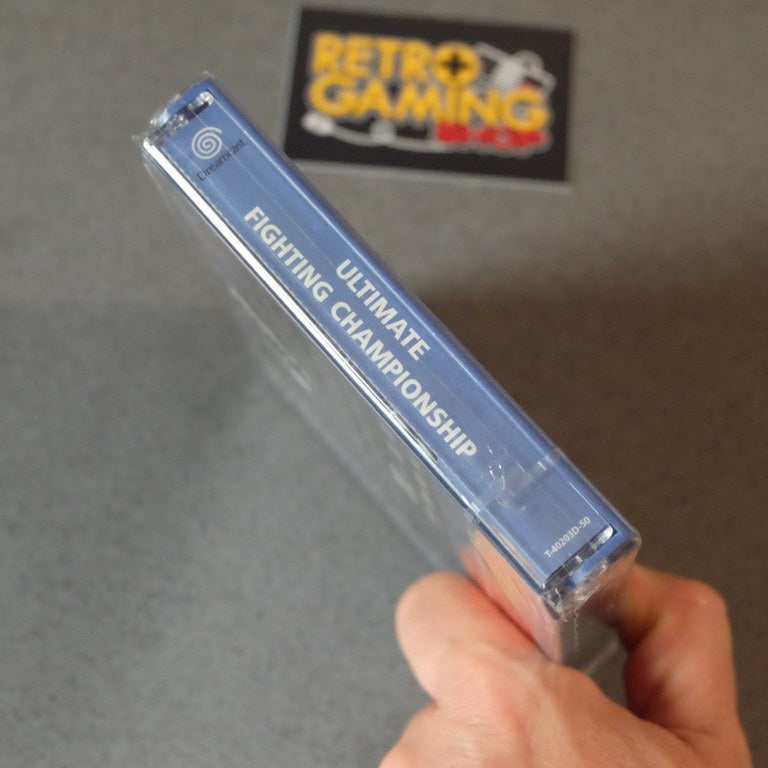 RETRO
GAMING
SHOP
Dreamcast
ULTIMATE
FIGHTING CHAMPIONSHIP
T-40203D-50